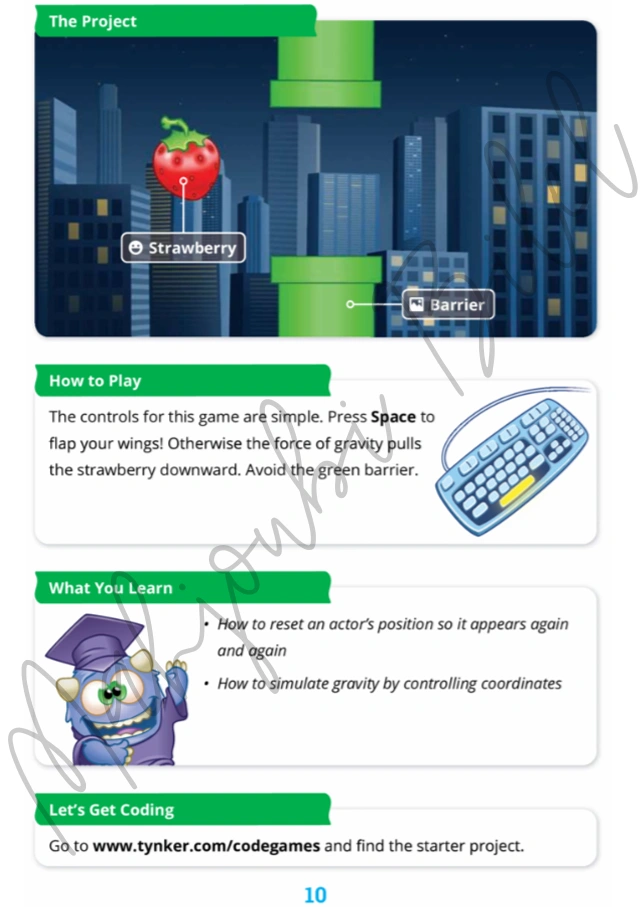 The Project
Strawberry
Barrier
How to Play
The controls for this game are simple. Press Space to
flap your wings! Otherwise the force of gravity pulls
the strawberry downward. Avoid the green barrier.
What You Learn
• How to reset an actor's position so it appears again
and again
• How to simulate gravity by controlling coordinates
Let's Get Coding
Go to www.tynker.com/codegames and find the starter project.
10